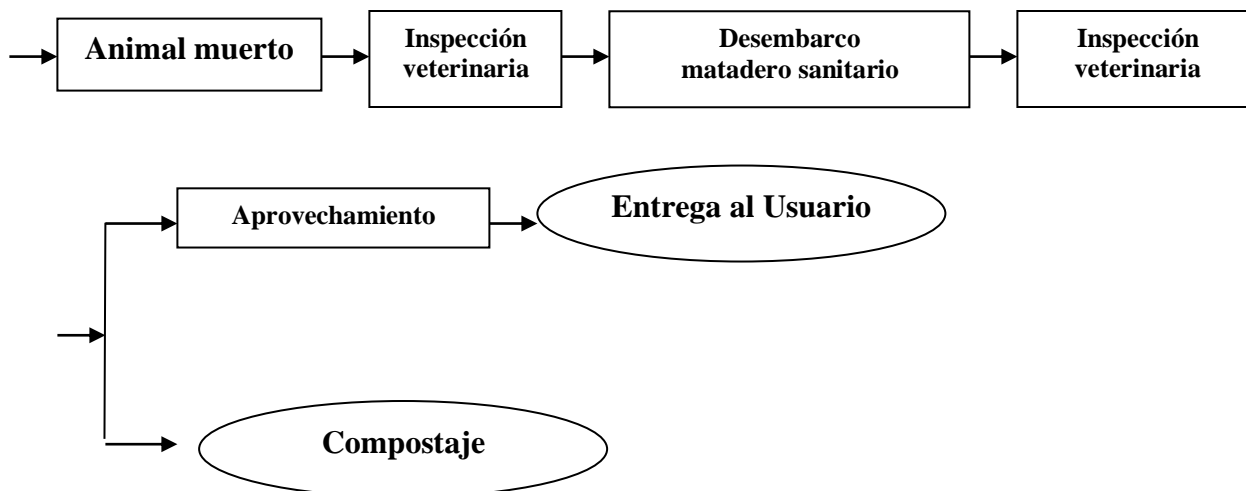 Animal muerto
Inspección
veterinaria
Desembarco
matadero sanitario
Inspección
veterinaria
Aprovechamiento
Entrega al Usuario
Compostaje